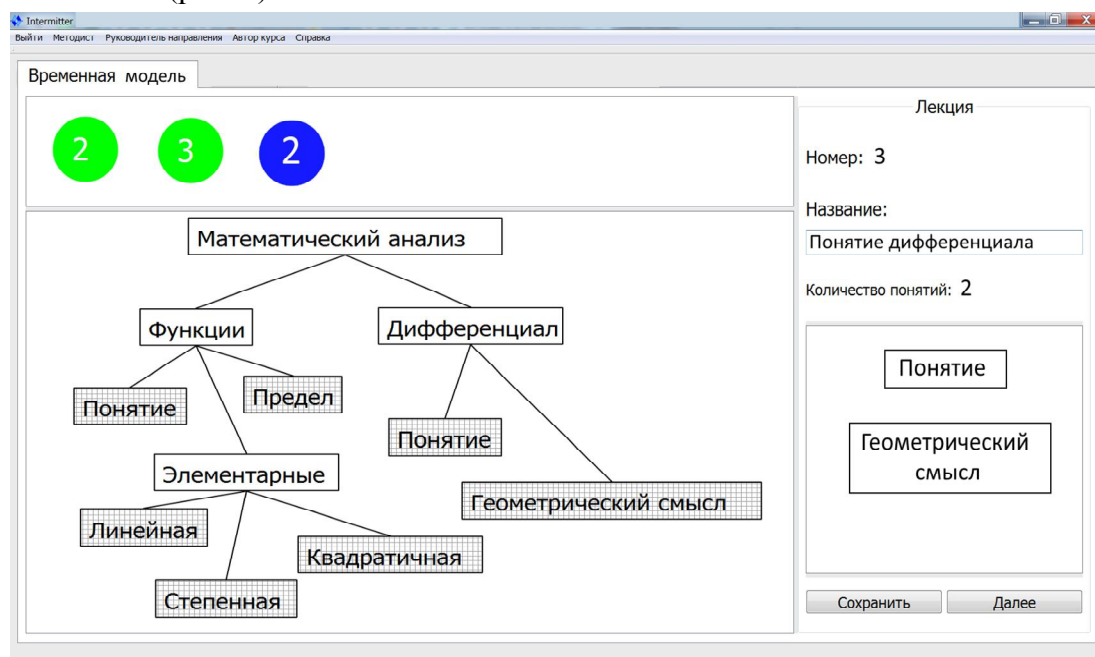 Intermitter
Выйти Методист Руководитель направления Автор курса Справка
Временная модель
2 3 2
Математический анализ
Функции
Дифференциал
Понятие
Предел
Понятие
Элементарные
Геометрический смысл
Линейная
Квадратичная
Степенная
Лекция
Номер: 3
Название:
Понятие дифференциала
Количество понятий: 2
Понятие
Геометрический
смысл
Сохранить Далее